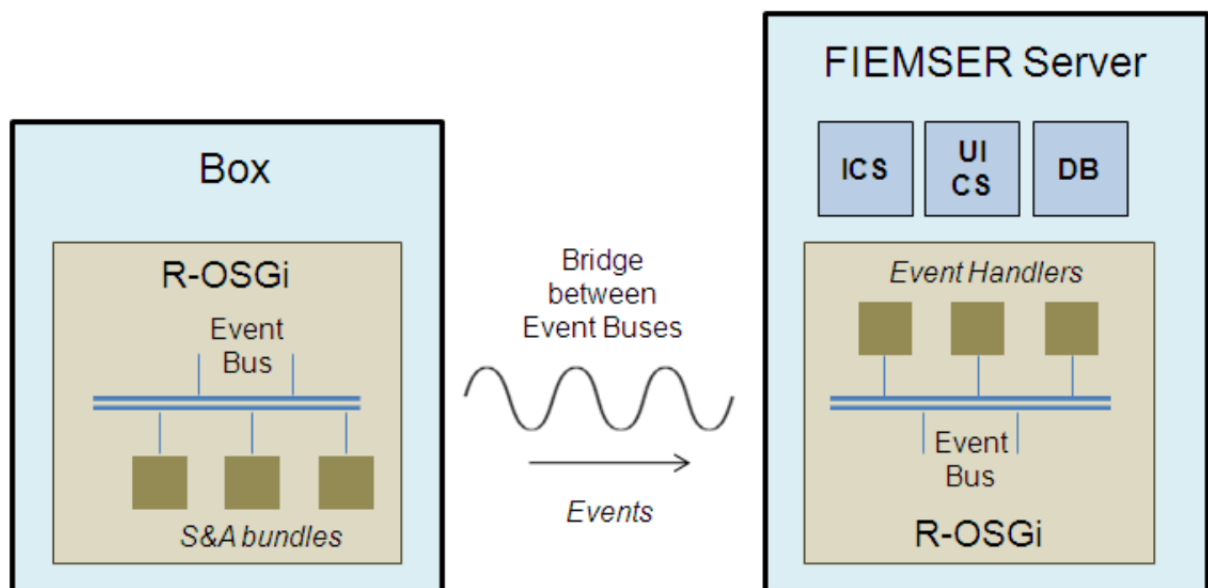 Box
R-OSGi
Event
Bus
S&A bundles
Bridge
between
Event Buses
Events
FIEMSER Server
ICS
UI
CS
DB
Event Handlers
Event
Bus
R-OSGi